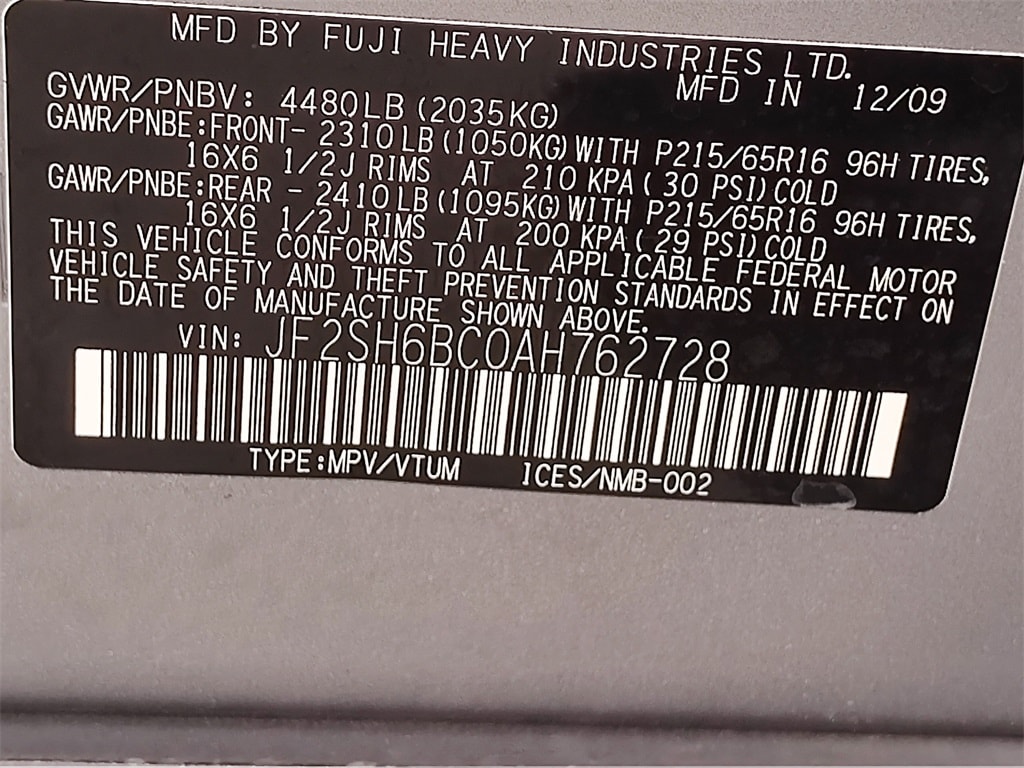 MFD BY FUJI HEAVY INDUSTRIES LTD.
MFD IN 12/09
GVWR/PNBV: 4480LB (2035KG)
GAWR/PNBE:FRONT- 2310LB (1050KG) WITH P215/65R16 96H TIRES,
16X6 1/2J RIMS AT 210 KPA ( 30 PSI) COLD
GAWR/PNBE:REAR - 2410LB (1095KG) WITH P215/65R16 96H TIRES,
16X6 1/2J RIMS AT 200 KPA ( 29 PSI) COLD
THIS VEHICLE CONFORMS TO ALL APPLICABLE FEDERAL MOTOR
VEHICLE SAFETY AND THEFT PREVENTION STANDARDS IN EFFECT ON
THE DATE OF MANUFACTURE SHOWN ABOVE.
VIN: JF2SH6BC0AH762728
TYPE:MPV/VTUM ICES/NMB-002